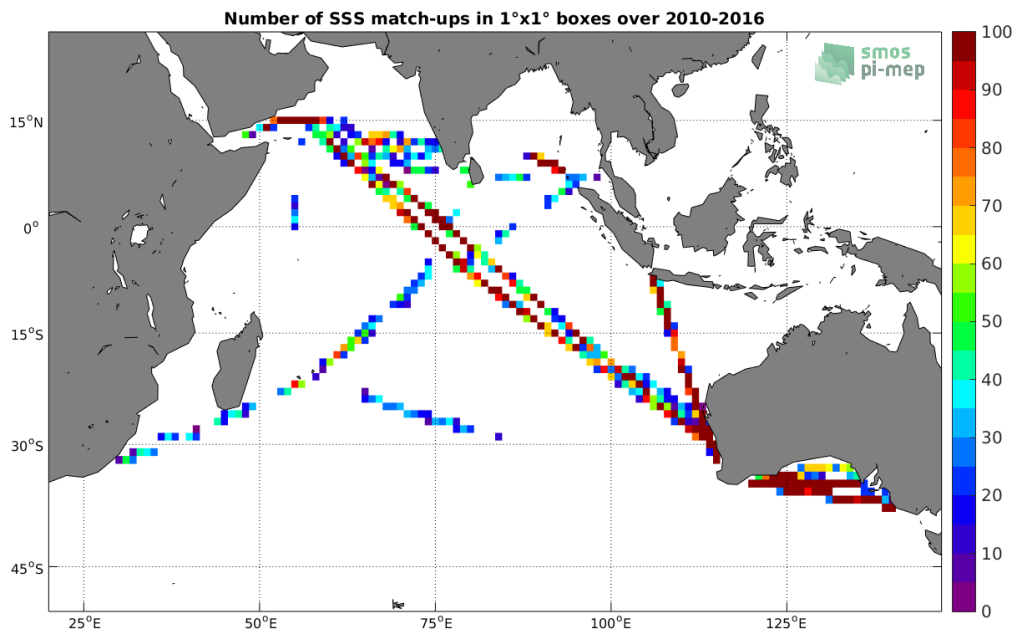 Number of SSS match-ups in 1°x1° boxes over 2010-2016
smos
pi-mep
15°N
0°
15°S
30°S
45°S
25°E
50°E
75°E
100°E
125°E
100
90
80
70
60
50
40
30
20
10
0